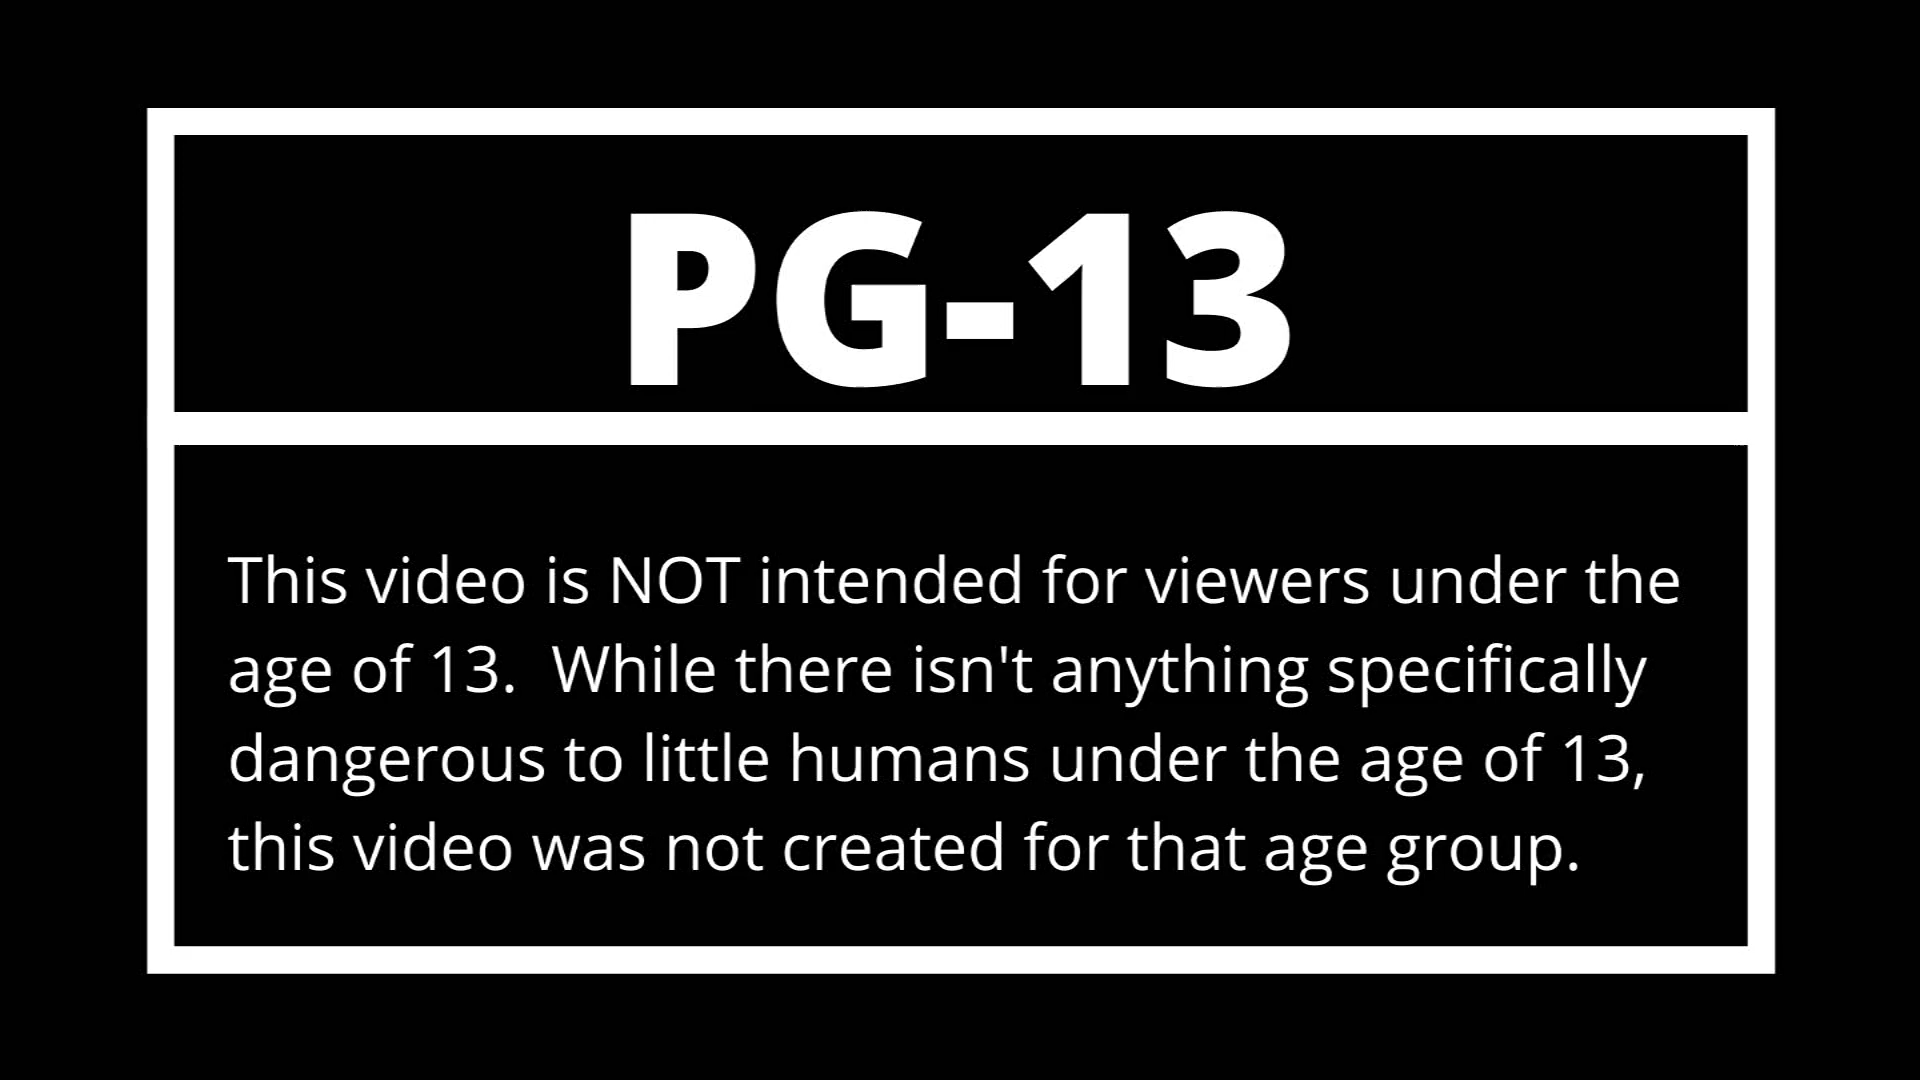 PG-13
This video is NOT intended for viewers under the
age of 13.  While there isn't anything specifically
dangerous to little humans under the age of 13,
this video was not created for that age group.